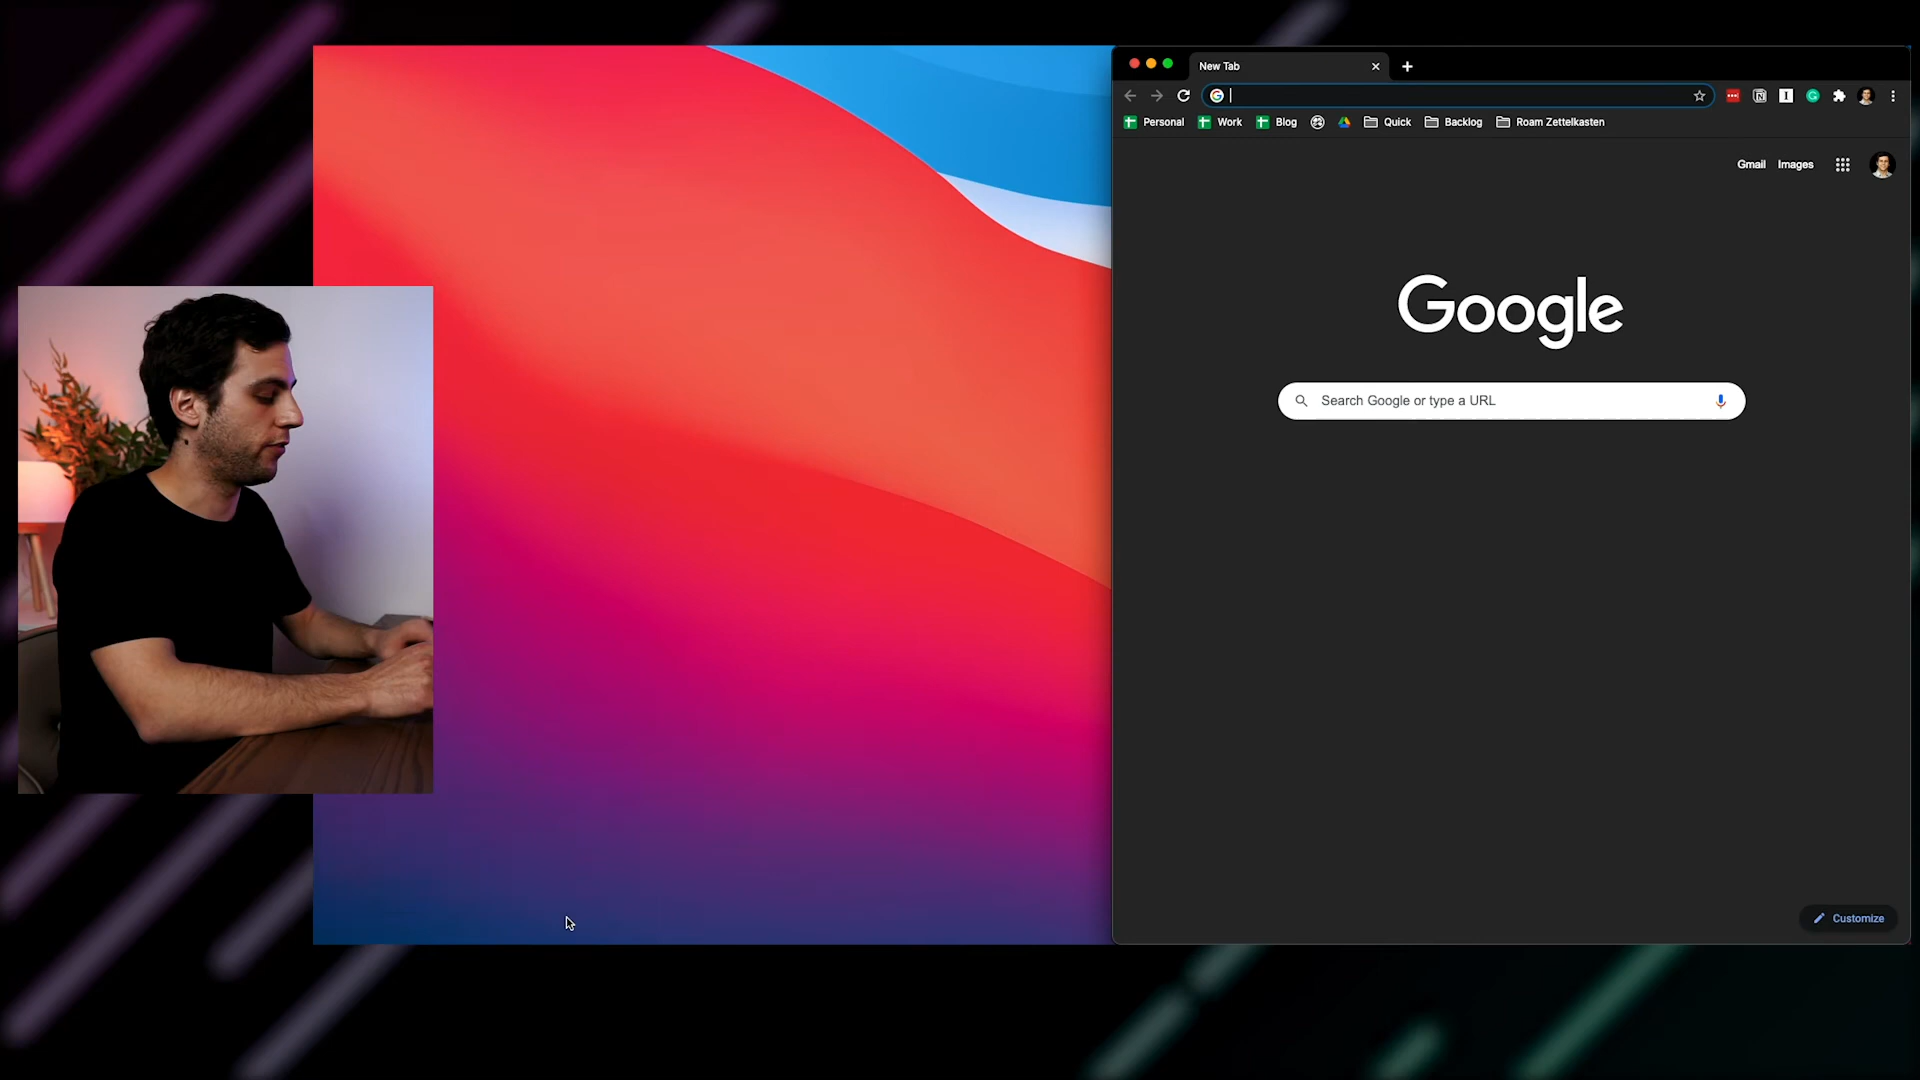 New Tab
Personal Work Blog Quick Backlog Roam Zettelkasten
Gmail Images
Google
Search Google or type a URL
Customize